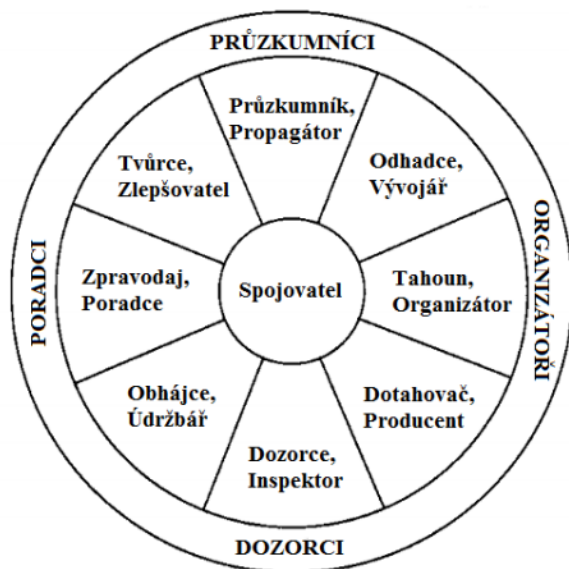 PRŮZKUMNÍCI
Průzkumník,
Propagátor
Odhadce,
Vývojář
Tvůrce,
Zlepšovatel
ORGANIZÁTOŘI
PORADCI
Zpravodaj,
Poradce
Spojovatel
Tahoun,
Organizátor
Obhájce,
Údržbář
Dotahovač,
Producent
Dozorce,
Inspektor
DOZORCI